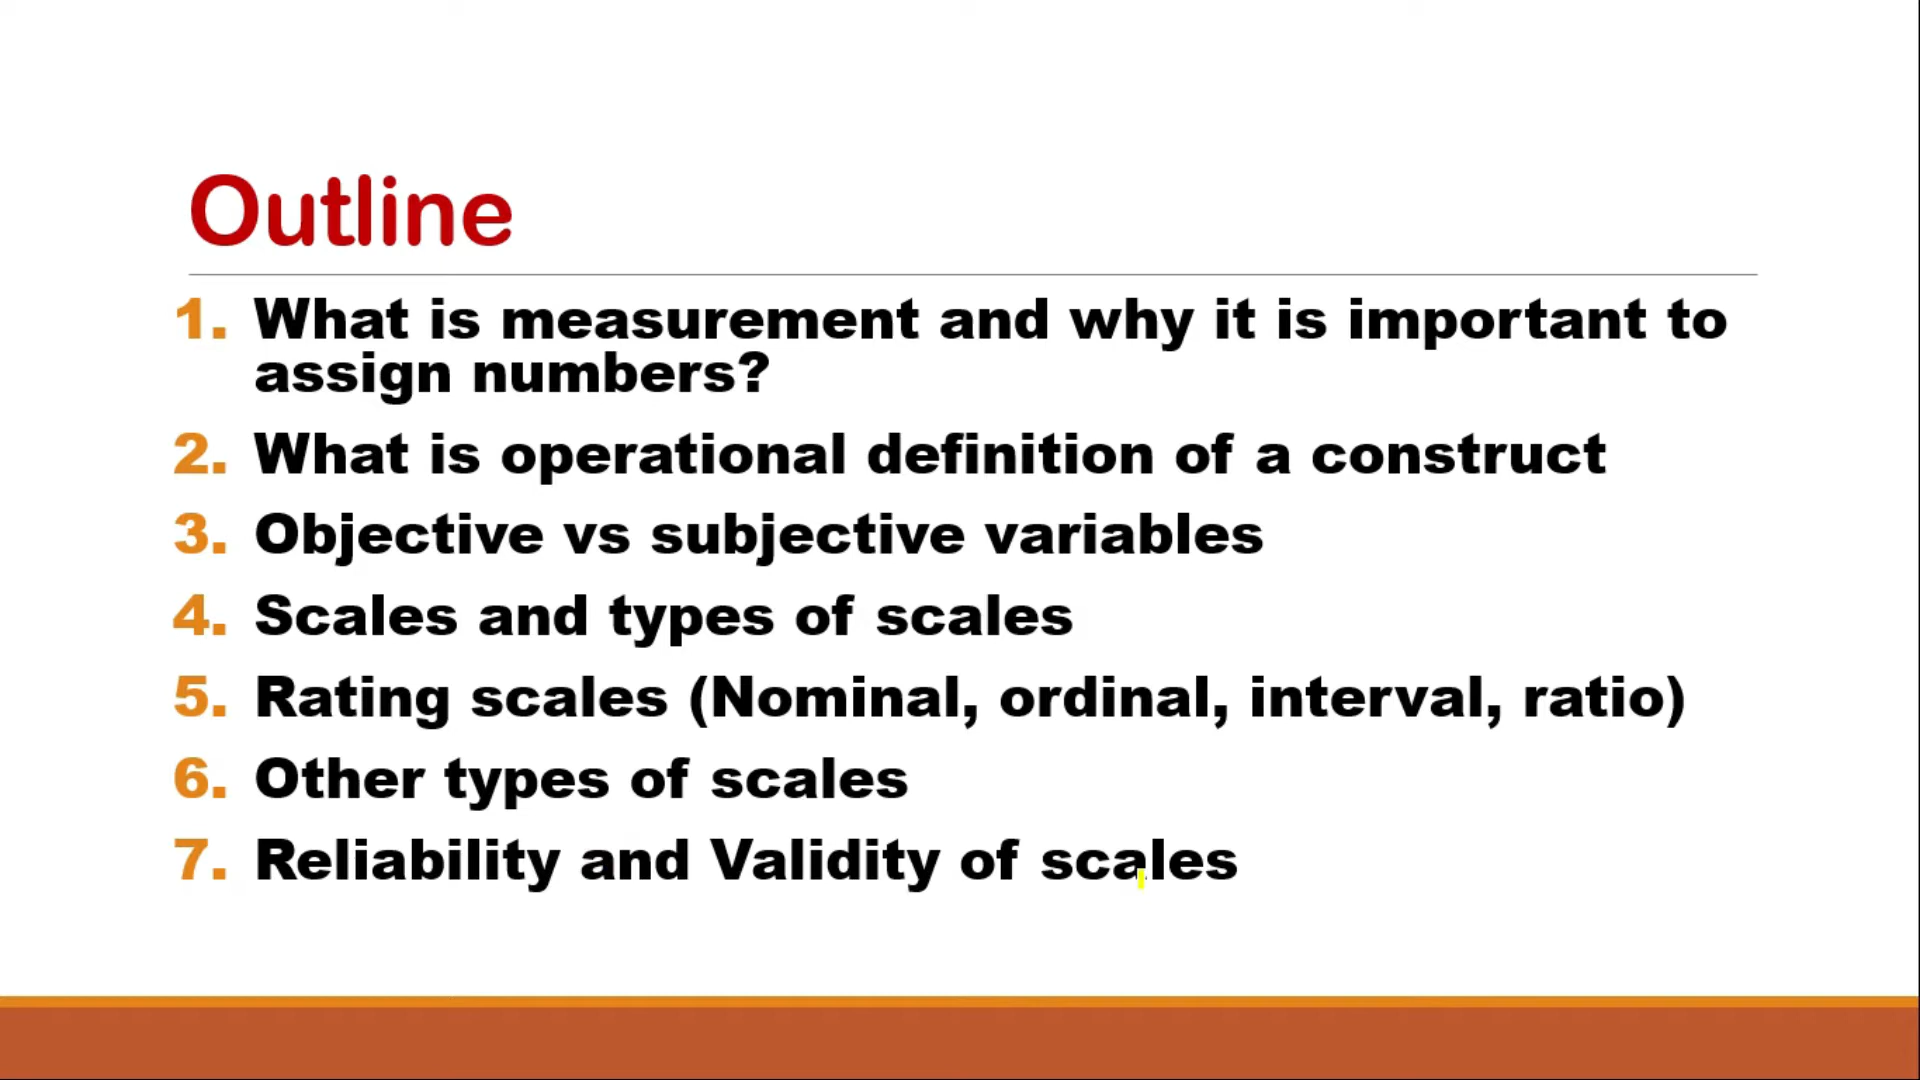 Outline
1. What is measurement and why it is important to
assign numbers?
2. What is operational definition of a construct
3. Objective vs subjective variables
4. Scales and types of scales
5. Rating scales (Nominal, ordinal, interval, ratio)
6. Other types of scales
7. Reliability and Validity of scales